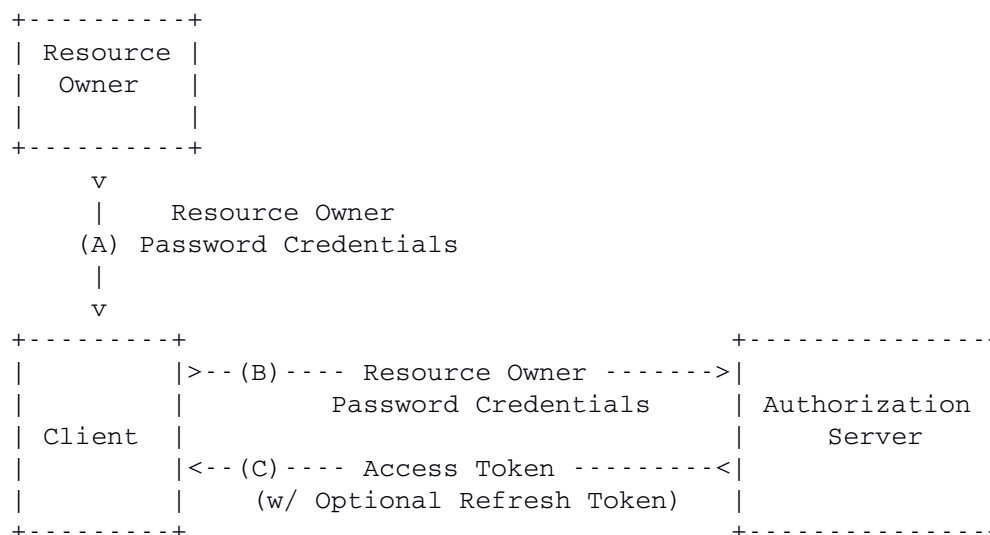 +----------+
| Resource |
|  Owner   |
|          |
+----------+
     v
     |    Resource Owner
    (A) Password Credentials
     |
     v
+---------+                                  +---------------
|         |>--(B)---- Resource Owner ------->|
|         |         Password Credentials     | Authorization
| Client  |                                  |     Server
|         |<--(C)---- Access Token ---------<|
|         |    (w/ Optional Refresh Token)   |
+---------+                                  +---------------